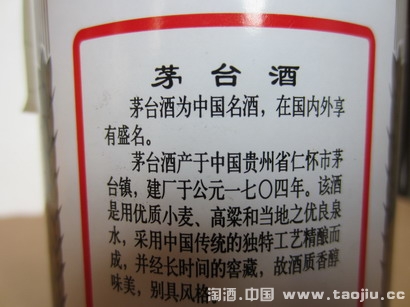 茅台酒
茅台酒为中国名酒，在国内外享
有盛名。
茅台酒产于中国贵州省仁怀市茅
台镇，建厂于公元一七〇四年。该酒
是用优质小麦、高粱和当地之优良泉
水，采用中国传统的独特工艺精酿而
成，并经长时间的窖藏，故酒质香醇
味美，别具风格
淘酒.中国 www.taojiu.com